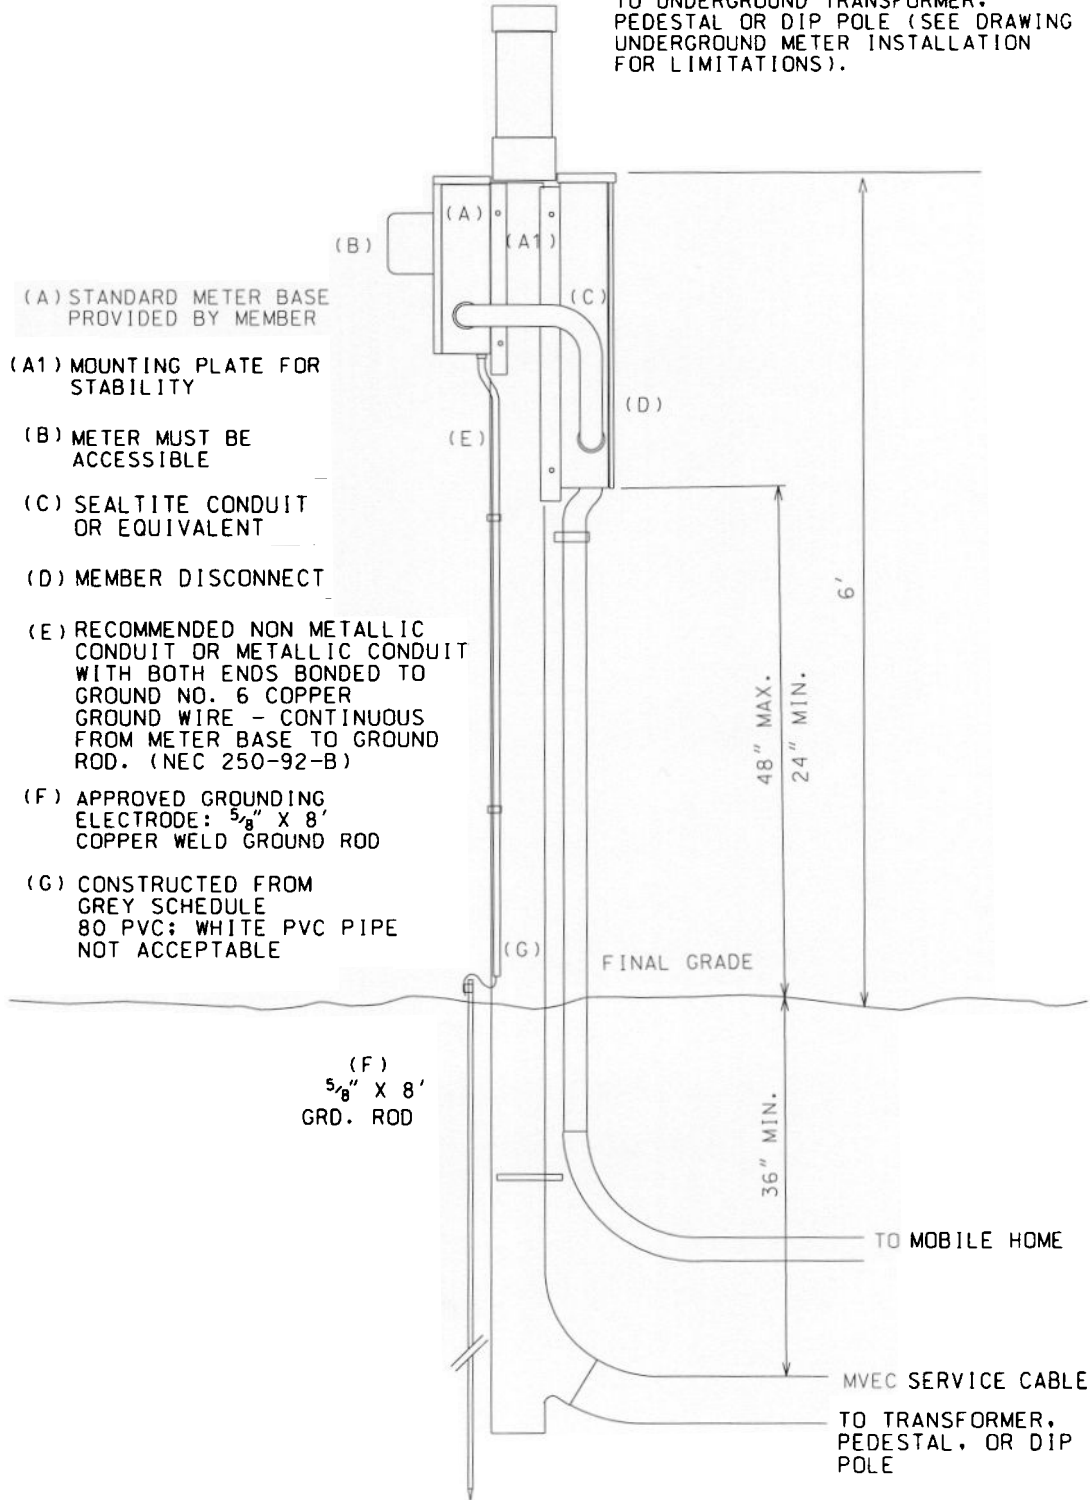 TO UNDERGROUND TRANSFORMER,
PEDESTAL OR DIP POLE (SEE DRAWING
UNDERGROUND METER INSTALLATION
FOR LIMITATIONS).
(A)
(A1)
(B)
(C)
(D)
(E)
(A) STANDARD METER BASE
PROVIDED BY MEMBER
(A1) MOUNTING PLATE FOR
STABILITY
(B) METER MUST BE
ACCESSIBLE
(C) SEALTITE CONDUIT
OR EQUIVALENT
(D) MEMBER DISCONNECT
(E) RECOMMENDED NON METALLIC
CONDUIT OR METALLIC CONDUIT
WITH BOTH ENDS BONDED TO
GROUND NO. 6 COPPER
GROUND WIRE - CONTINUOUS
FROM METER BASE TO GROUND
ROD. (NEC 250-92-B)
(F) APPROVED GROUNDING
ELECTRODE: 5/8" X 8'
COPPER WELD GROUND ROD
(G) CONSTRUCTED FROM
GREY SCHEDULE
80 PVC; WHITE PVC PIPE
NOT ACCEPTABLE
6'
48" MAX.
24" MIN.
(G)
FINAL GRADE
(F)
5/8" X 8'
GRD. ROD
36" MIN.
TO MOBILE HOME
MVEC SERVICE CABLE
TO TRANSFORMER,
PEDESTAL, OR DIP
POLE